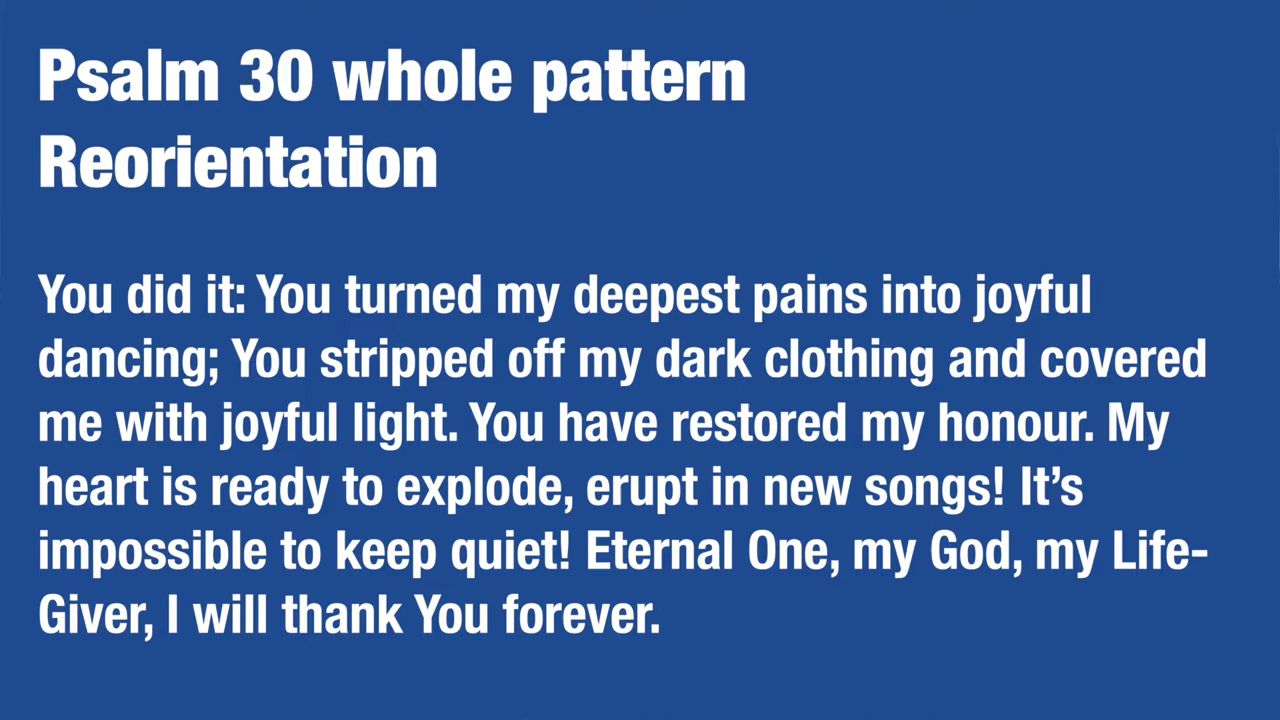 Psalm 30 whole pattern
Reorientation
You did it: You turned my deepest pains into joyful
dancing; You stripped off my dark clothing and covered
me with joyful light. You have restored my honour. My
heart is ready to explode, erupt in new songs! It’s
impossible to keep quiet! Eternal One, my God, my Life-
Giver, I will thank You forever.